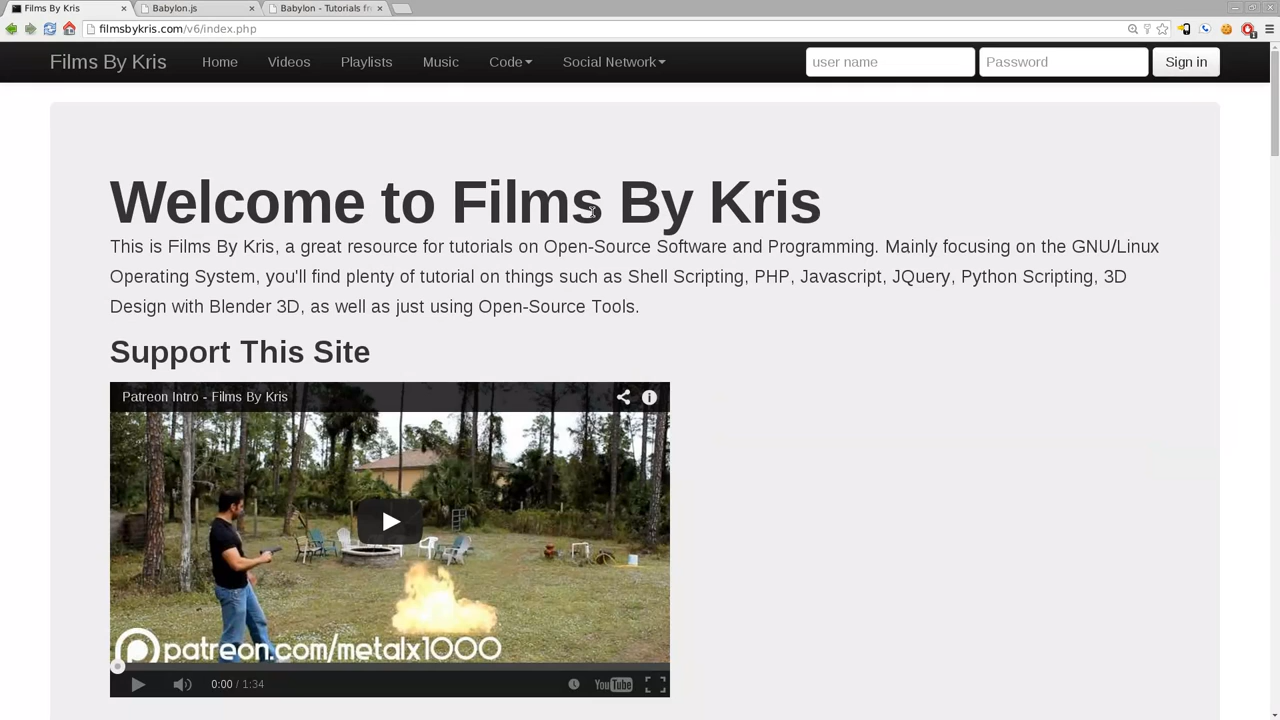 Films By Kris
Babylon.js
Babylon - Tutorials fr
filmsbykris.com/v6/index.php
Films By Kris Home Videos Playlists Music Code Social Network user name Password Sign in
Welcome to Films By Kris
This is Films By Kris, a great resource for tutorials on Open-Source Software and Programming. Mainly focusing on the GNU/Linux
Operating System, you'll find plenty of tutorial on things such as Shell Scripting, PHP, Javascript, JQuery, Python Scripting, 3D
Design with Blender 3D, as well as just using Open-Source Tools.
Support This Site
Patreon Intro - Films By Kris
patreon.com/metalx1000
0:00 / 1:34
YouTube